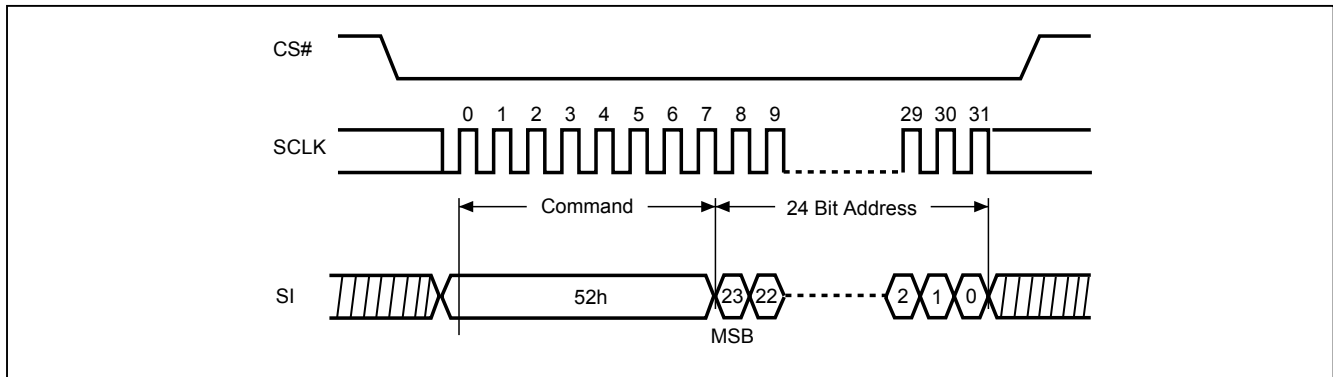 CS#
0 1 2 3 4 5 6 7 8 9 29 30 31
SCLK
Command 24 Bit Address
SI 52h 23 22 2 1 0
MSB